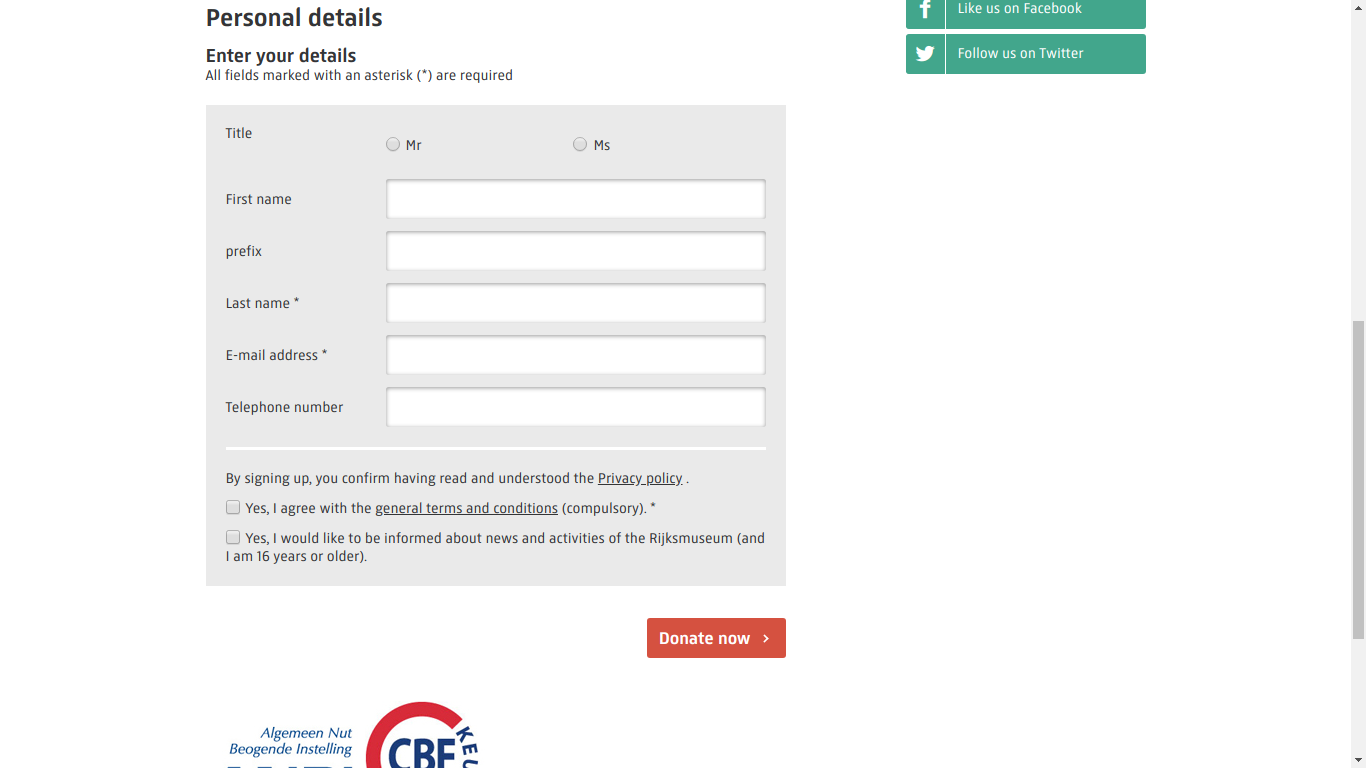 Personal details
Enter your details
All fields marked with an asterisk (*) are required
Title
Mr
Ms
First name
prefix
Last name *
E-mail address *
Telephone number
By signing up, you confirm having read and understood the Privacy policy .
Yes, I agree with the general terms and conditions (compulsory). *
Yes, I would like to be informed about news and activities of the Rijksmuseum (and
I am 16 years or older).
Donate now
Algemeen Nut
Beogende Instelling
CBF
Like us on Facebook
Follow us on Twitter